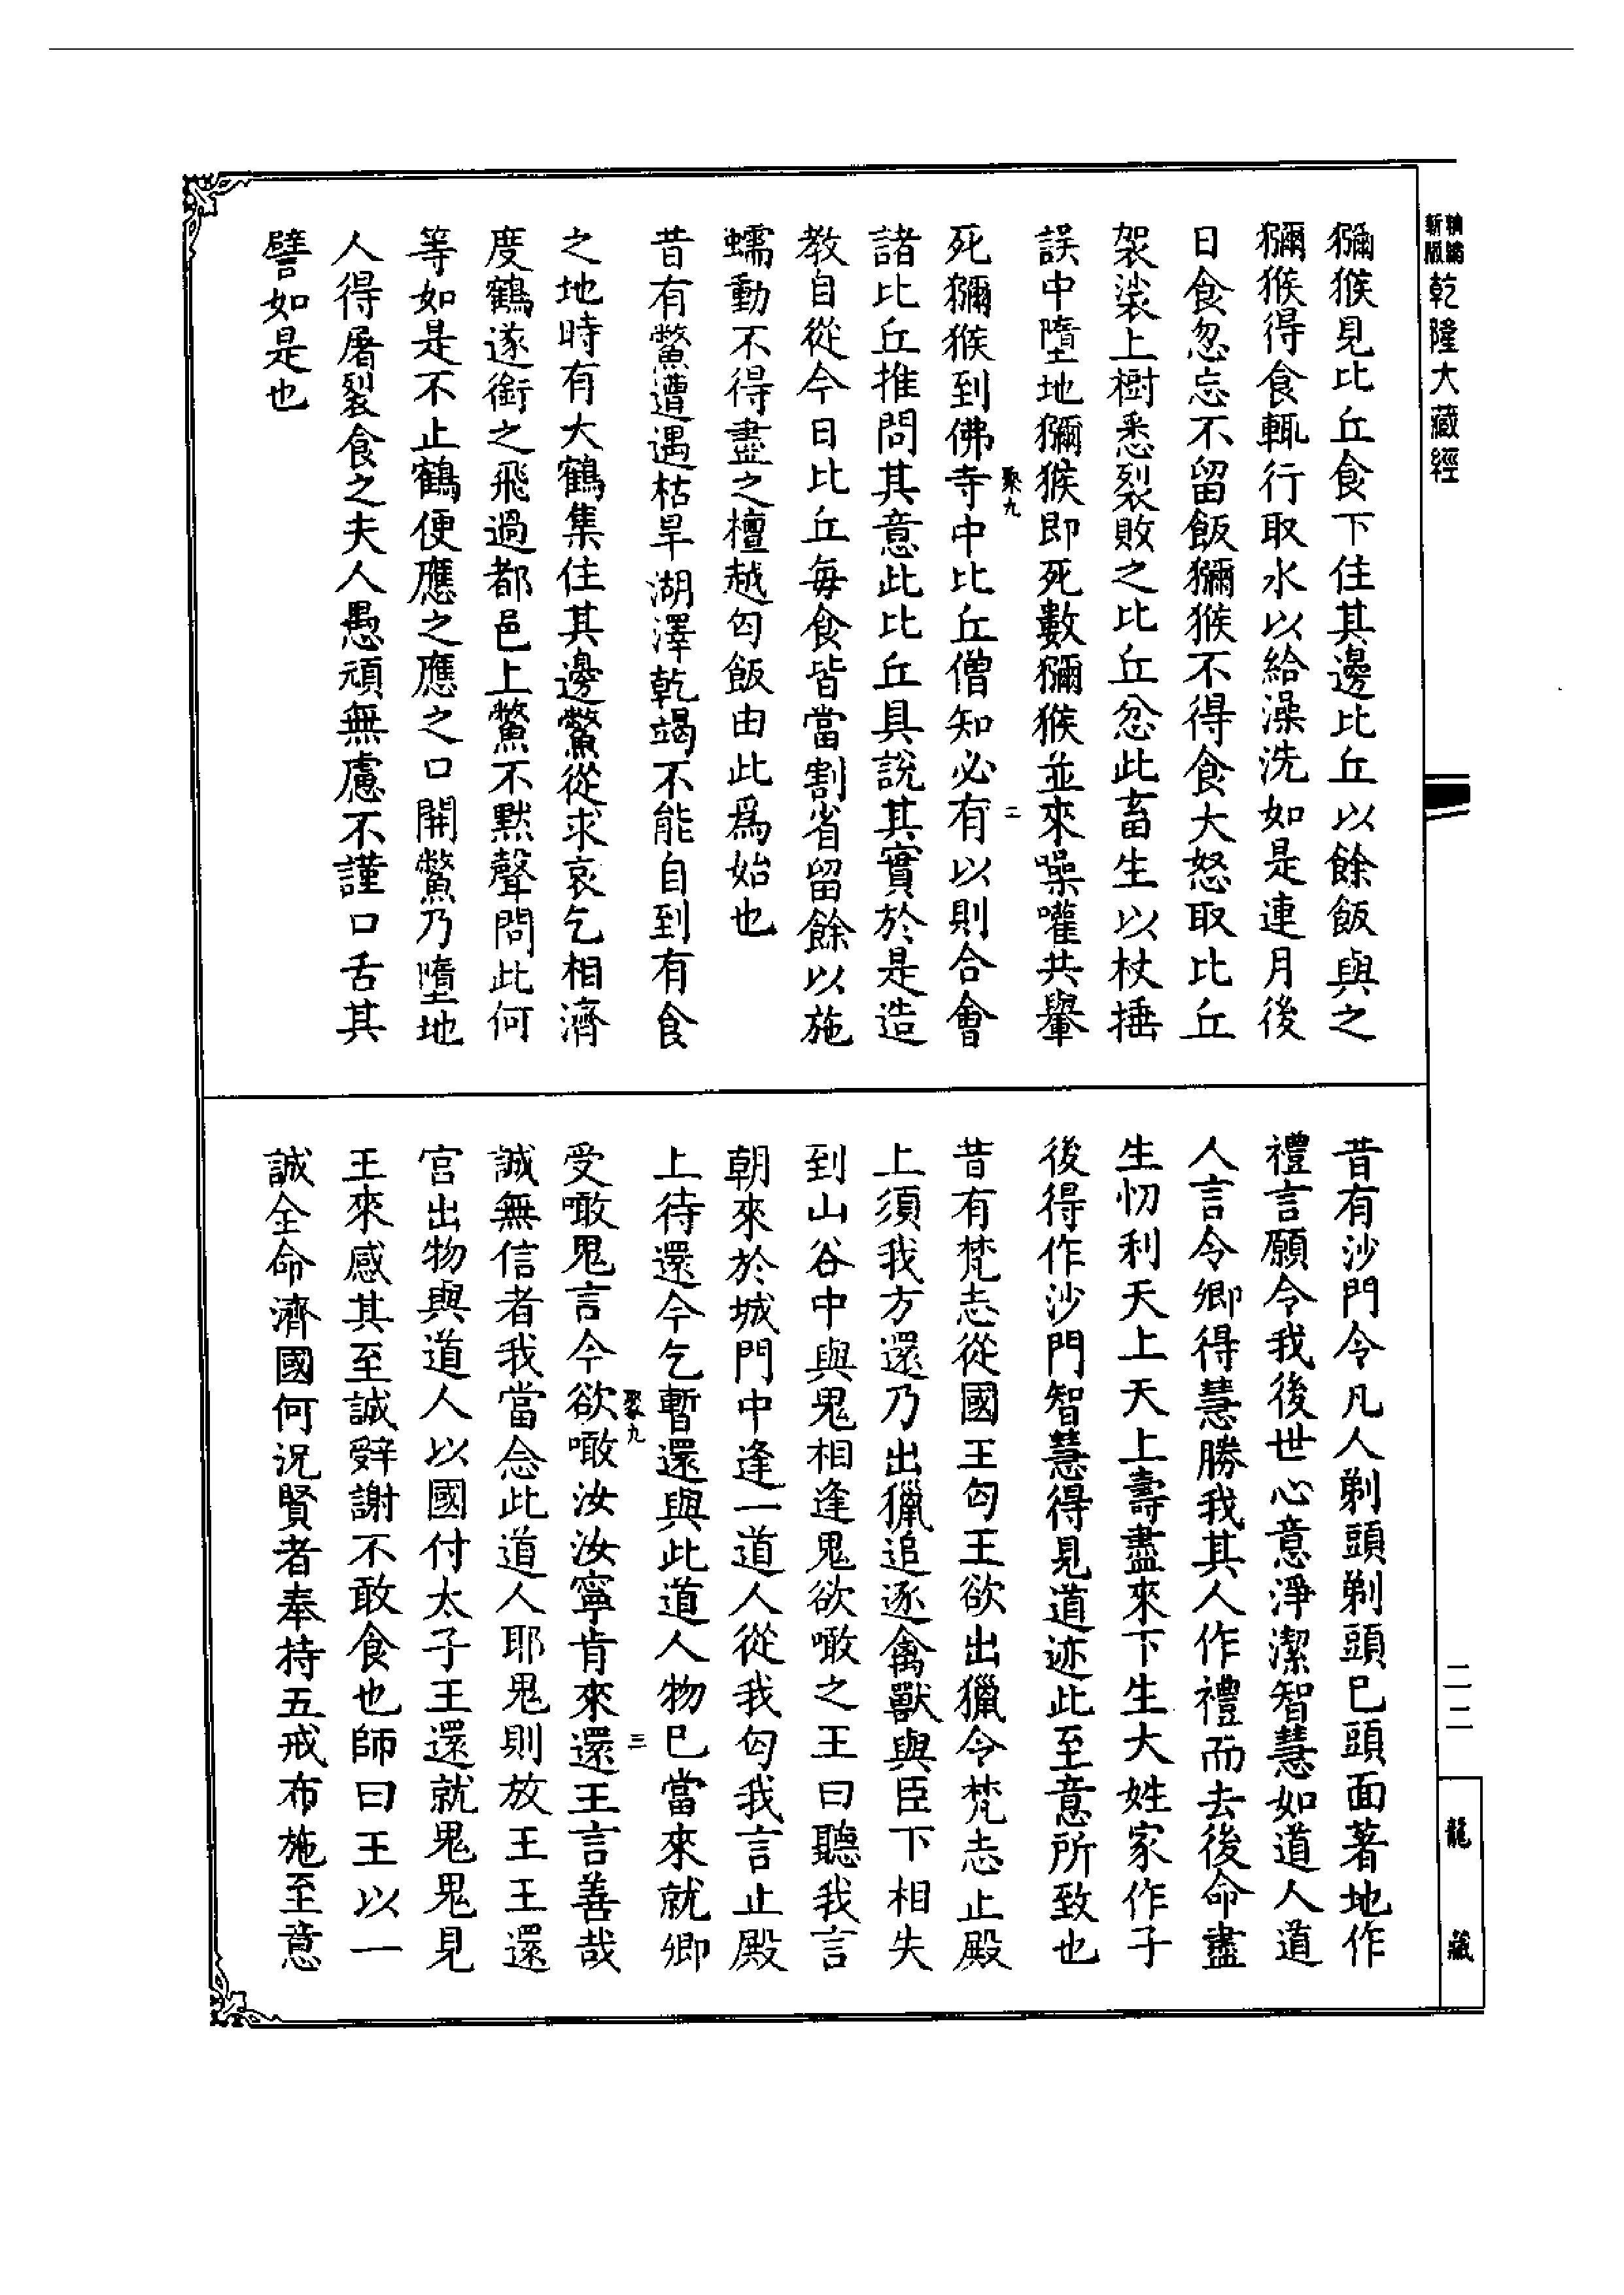 新編
新版
乾隆大藏經
獼猴見比丘食下住其邊比丘以餘飯與之
獼猴得食輒行取水以給澡洗如是連月後
日食忽忘不留飯獼猴不得食大怒取比丘
袈裟上樹悉裂敗之比丘忿此畜生以杖捶
誤中墮地獼猴即死數獼猴並來噪嚾共轝
死獼猴到佛寺中比丘僧知必有以則合會
聚九
二
諸比丘推問其意此比丘具說其實於是造
教自從今日比丘每食皆當割省留餘以施
蠕動不得盡之檀越匃飯由此為始也
昔有鱉遭遇枯旱湖澤乾竭不能自到有食
之地時有大鶴集住其邊鱉從求哀乞相濟
度鶴遂銜之飛過都邑上鱉不默聲問此何
等如是不止鶴便應之應之口開鱉乃墮地
人得屠裂食之夫人愚頑無慮不謹口舌其
譬如是也
昔有沙門令凡人剃頭剃頭巳頭面著地作
禮言願令我後世心意淨潔智慧如道人道
人言令卿得慧勝我其人作禮而去後命盡
生忉利天上天上壽盡來下生大姓家作子
後得作沙門智慧得見道迹此至意所致也
昔有梵志從國王匃王欲出獵令梵志止殿
上須我方還乃出獵追逐禽獸與臣下相失
到山谷中與鬼相逢鬼欲噉之王曰聽我言
朝來於城門中逢一道人從我匃我言止殿
上待還今乞暫還與此道人物巳當來就卿
受噉鬼言今欲噉汝汝寧肯來還王言善哉
聚九
三
誠無信者我當念此道人耶鬼則放王王還
宮出物與道人以國付太子王還就鬼鬼見
王來感其至誠辤謝不敢食也師曰王以一
誠全命濟國何況賢者奉持五戒布施至意
二二
龍藏